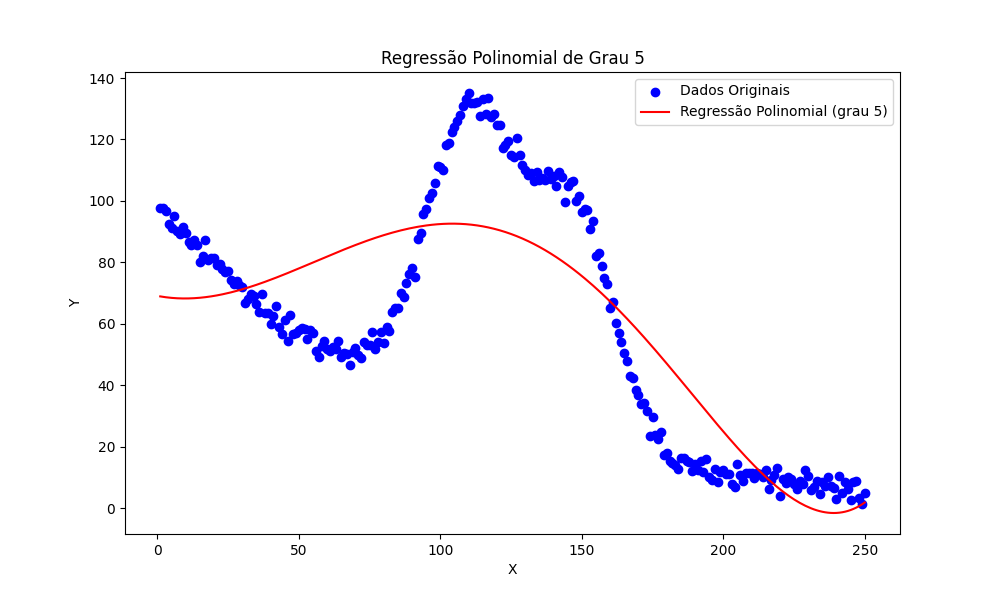 Regressão Polinomial de Grau 5
Dados Originais
Regressão Polinomial (grau 5)
140
120
100
80
60
40
20
0
Y
0 50 100 150 200 250
X